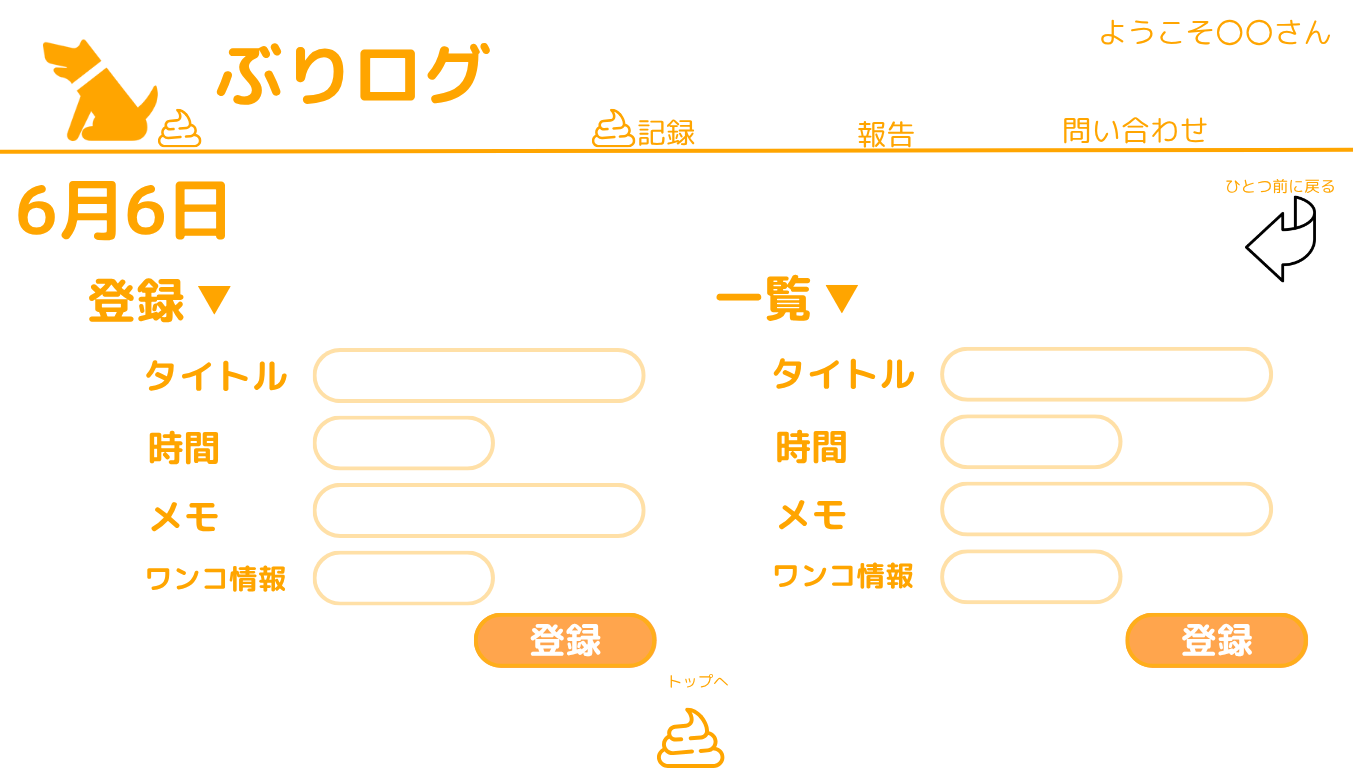 ようこそ〇〇さん
ぶりログ
記録
報告
問い合わせ
6月6日
ひとつ前に戻る
登録▼
タイトル
時間
メモ
ワンコ情報
登録
一覧▼
タイトル
時間
メモ
ワンコ情報
登録
トップへ